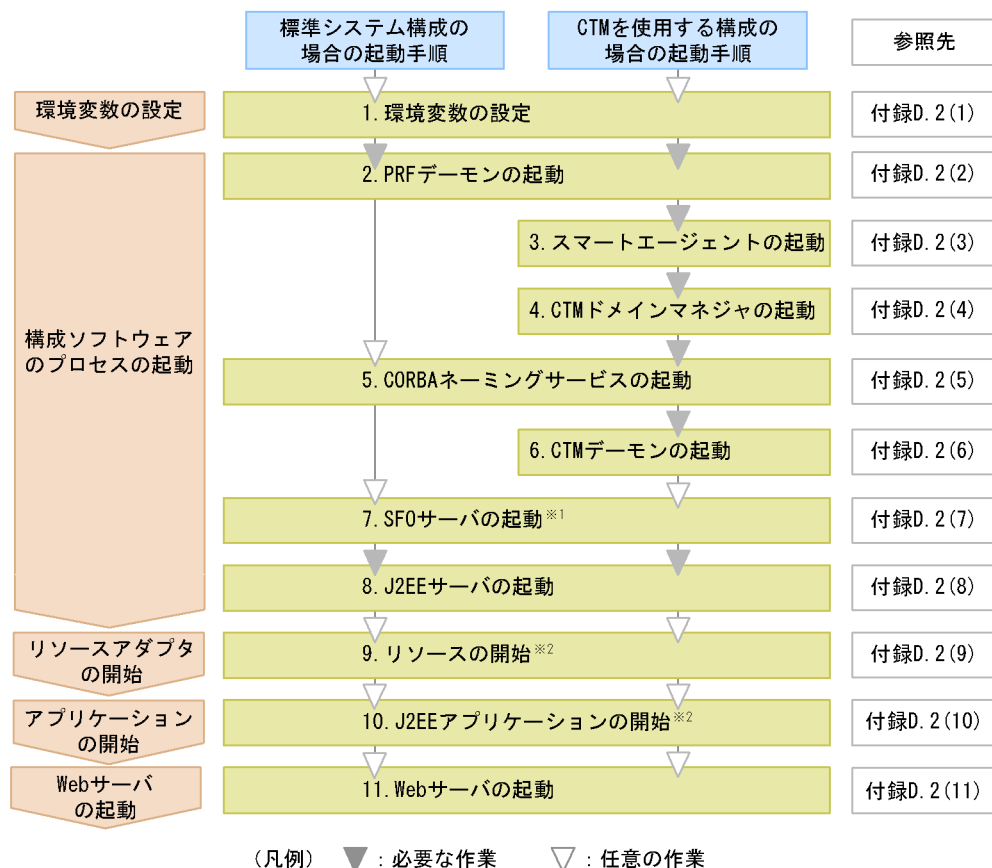 標準システム構成の
場合の起動手順
CTMを使用する構成の
場合の起動手順
参照先
環境変数の設定
1.環境変数の設定
付録D.2(1)
構成ソフトウェア
のプロセスの起動
2.PRFデーモンの起動
付録D.2(2)
3.スマートエージェントの起動
付録D.2(3)
4.CTMドメインマネジャの起動
付録D.2(4)
5.CORBAネーミングサービスの起動
付録D.2(5)
6.CTMデーモンの起動
付録D.2(6)
7.SFOサーバの起動※1
付録D.2(7)
8.J2EEサーバの起動
付録D.2(8)
リソースアダプタ
の開始
9.リソースの開始※2
付録D.2(9)
アプリケーション
の開始
10.J2EEアプリケーションの開始※2
付録D.2(10)
Webサーバ
の起動
11.Webサーバの起動
付録D.2(11)
(凡例) ▼:必要な作業 ▽:任意の作業